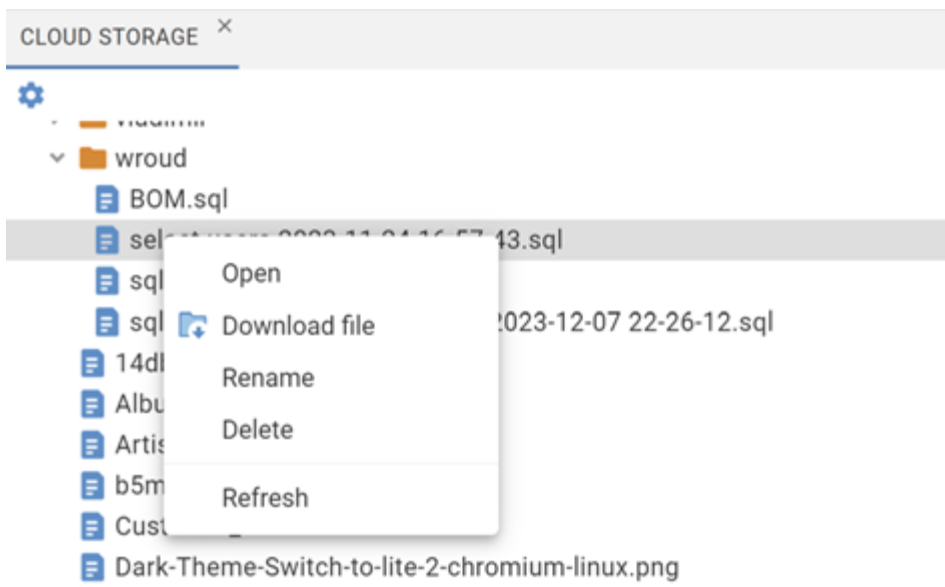 CLOUD STORAGE
wroud
BOM.sql
43.sql
Open
sql
Download file
sql 2023-12-07 22-26-12.sql
Rename
Delete
Refresh
Dark-Theme-Switch-to-lite-2-chromium-linux.png